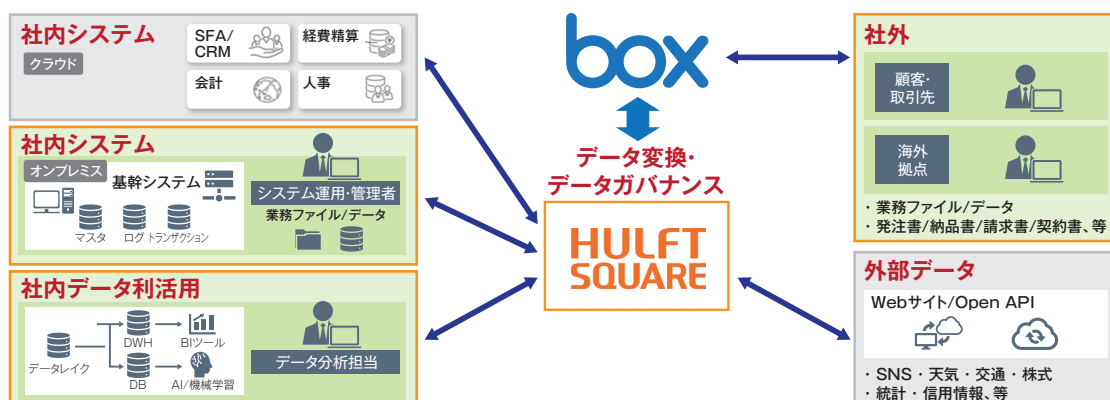 社内システム
クラウド
SFA/
CRM
経費精算
会計
人事
社内システム
オンプレミス
基幹システム
マスタ
ログ
トランザクション
システム運用・管理者
業務ファイル/データ
社内データ利活用
データレイク
DWH
BIツール
DB
AI/機械学習
データ分析担当
box
データ変換・
データガバナンス
HULFT
SQUARE
社外
顧客・
取引先
海外
拠点
・業務ファイル/データ
・発注書/納品書/請求書/契約書、等
外部データ
Webサイト/Open API
・SNS・天気・交通・株式
・統計・信用情報、等